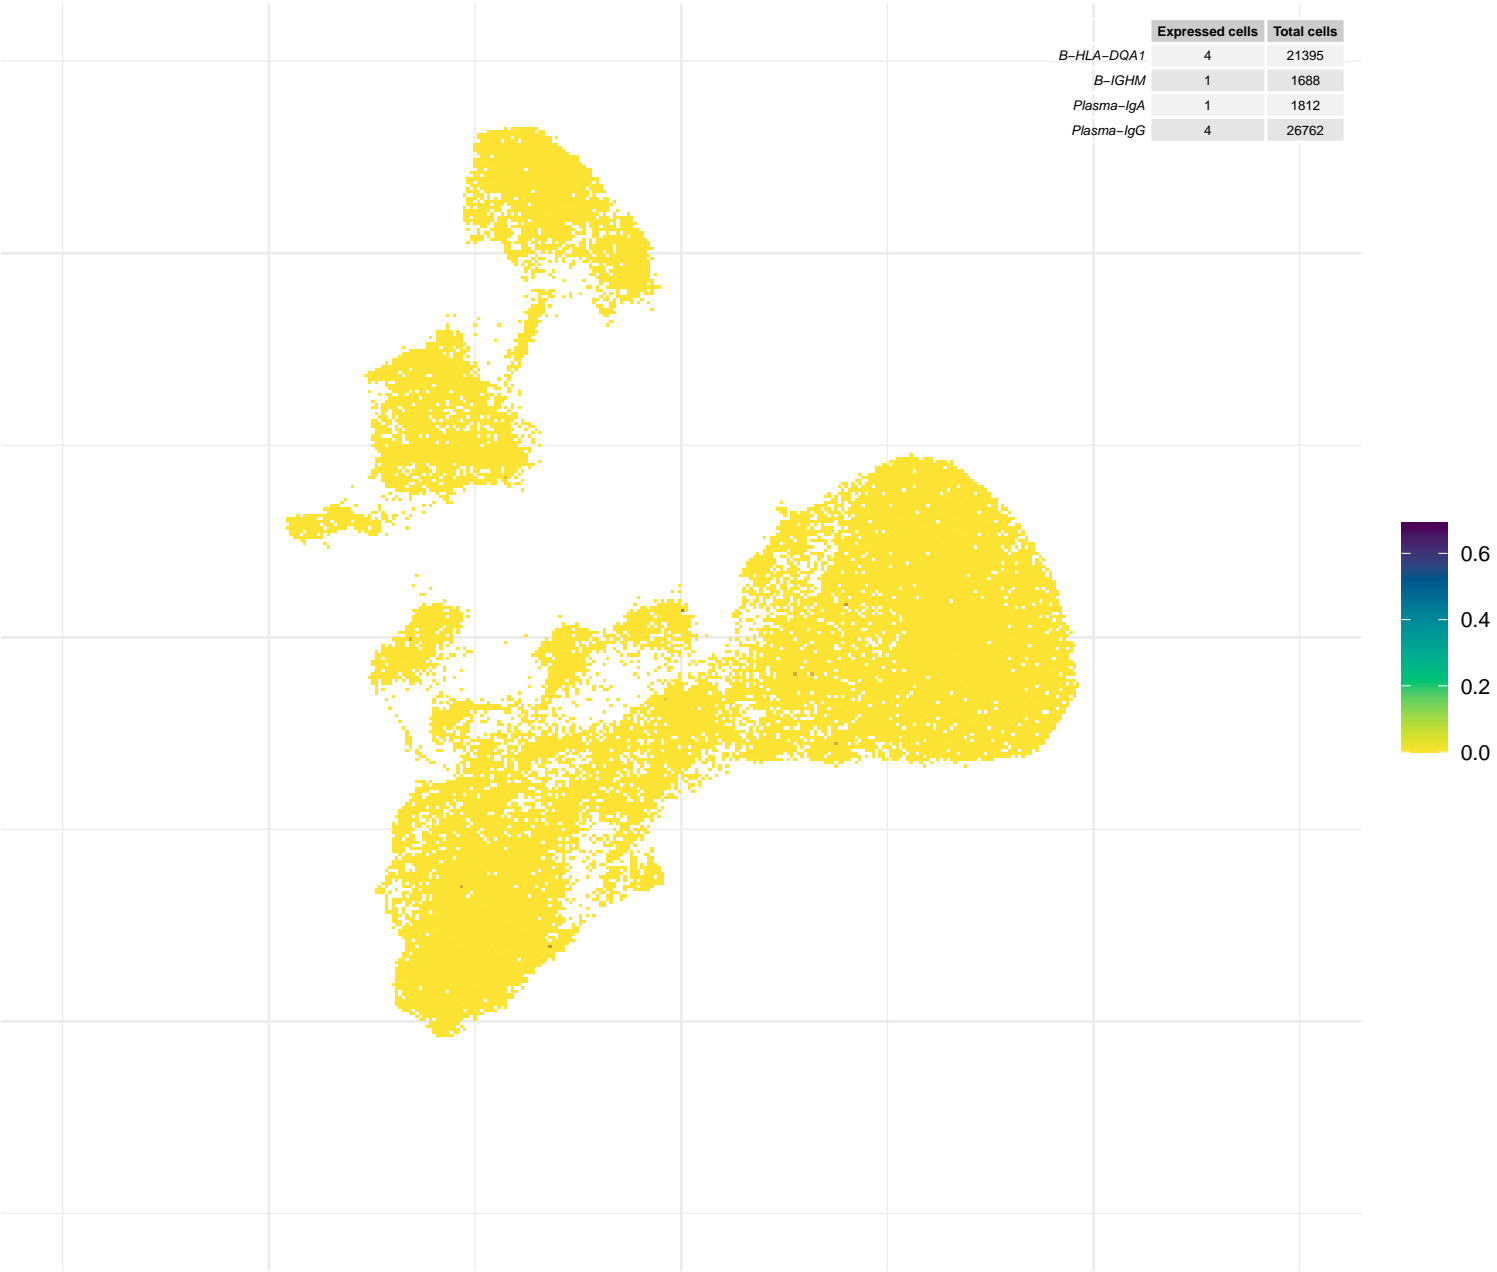 Expressed cells Total cells
B−HLA−DQA1 4 21395
B−IGHM 1 1688
Plasma−IgA 1 1812
Plasma−IgG 4 26762
0.6
0.4
0.2
0.0